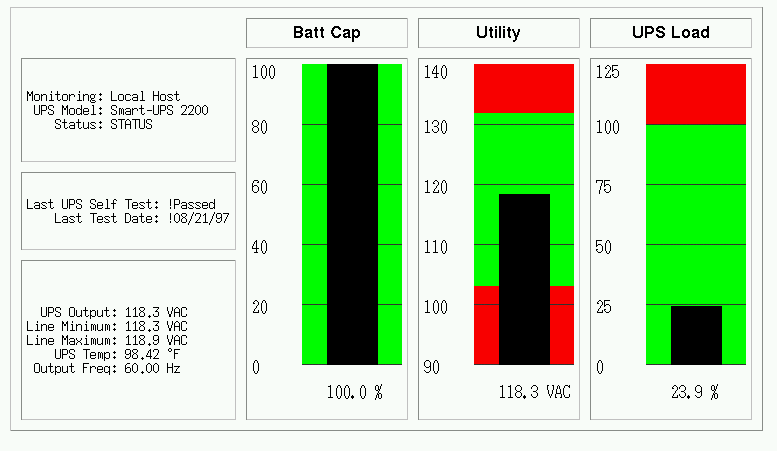 Batt Cap
Utility
UPS Load
Monitoring: Local Host
UPS Model: Smart-UPS 2200
Status: STATUS
Last UPS Self Test: !Passed
Last Test Date: !08/21/97
UPS Output: 118.3 VAC
Line Minimum: 118.3 VAC
Line Maximum: 118.9 VAC
UPS Temp: 98.42 °F
Output Freq: 60.00 Hz
100
80
60
40
20
0
100.0 %
140
130
120
110
100
90
118.3 VAC
125
100
75
50
25
0
23.9 %